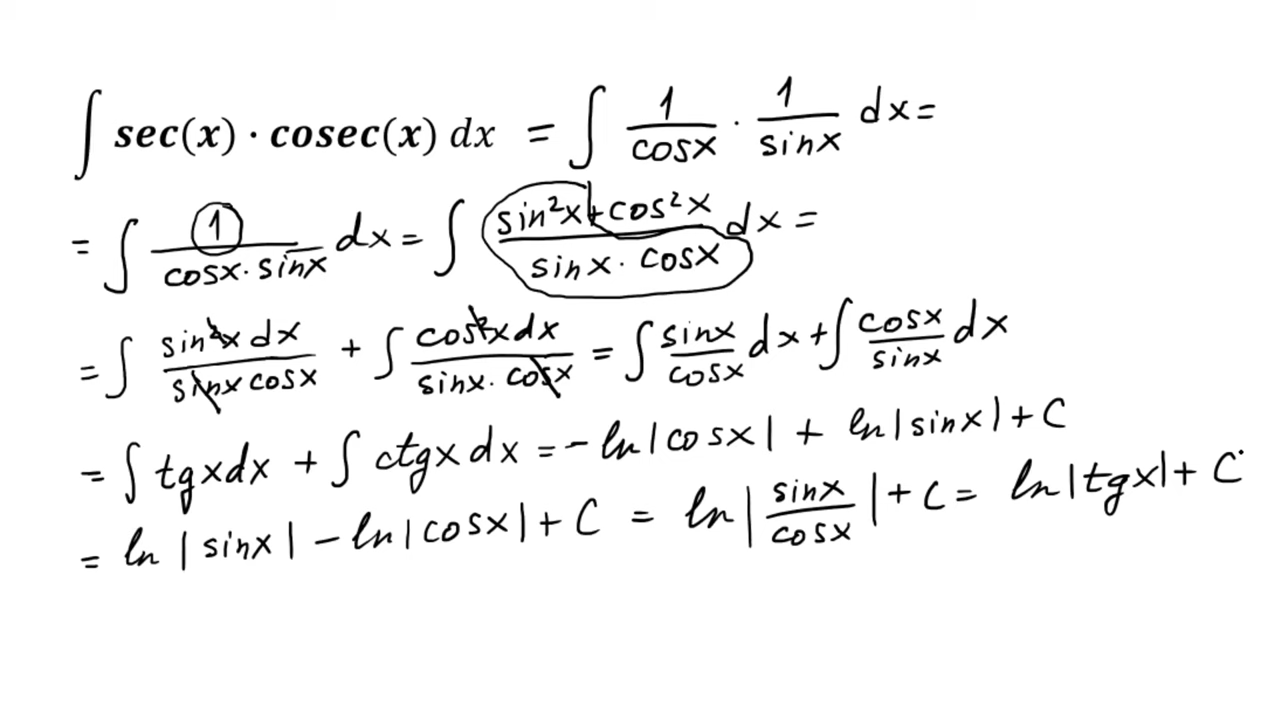 ∫ sec(x) · cosec(x) dx = ∫ 1/cosx · 1/sinx dx =
= ∫ 1/(cosx · sinx) dx = ∫ (sin²x + cos²x)/(sinx · cosx) dx =
= ∫ sin²x dx/(sinx cosx) + ∫ cos²x dx/(sinx · cosx) = ∫ sinx/cosx dx + ∫ cosx/sinx dx
= ∫ tgx dx + ∫ ctgx dx = -ln|cosx| + ln|sinx| + C
= ln|sinx| - ln|cosx| + C = ln|sinx/cosx| + C = ln|tgx| + C